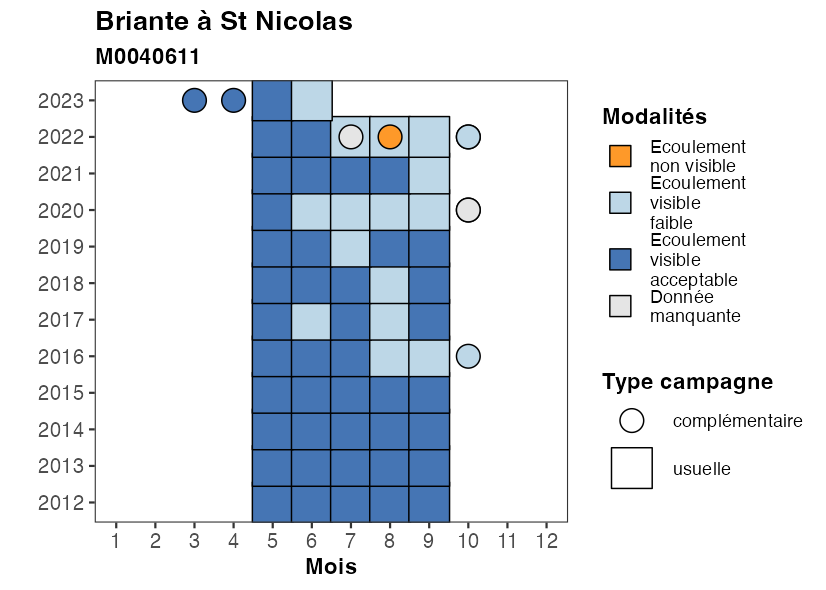 Briante à St Nicolas
M0040611
2023
2022
2021
2020
2019
2018
2017
2016
2015
2014
2013
2012
1 2 3 4 5 6 7 8 9 10 11 12
Mois
Modalités
Ecoulement
non visible
Ecoulement
visible
faible
Ecoulement
visible
acceptable
Donnée
manquante
Type campagne
complémentaire
usuelle